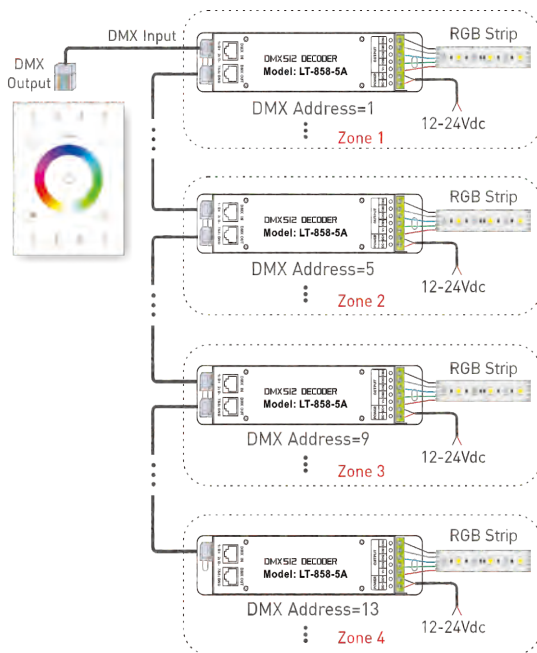 DMX Input
DMX
Output
DMX512 DECODER
Model: LT-858-5A
RGB Strip
DMX Address=1
12-24Vdc
Zone 1
DMX512 DECODER
Model: LT-858-5A
RGB Strip
DMX Address=5
12-24Vdc
Zone 2
DMX512 DECODER
Model: LT-858-5A
RGB Strip
DMX Address=9
12-24Vdc
Zone 3
DMX512 DECODER
Model: LT-858-5A
RGB Strip
DMX Address=13
12-24Vdc
Zone 4